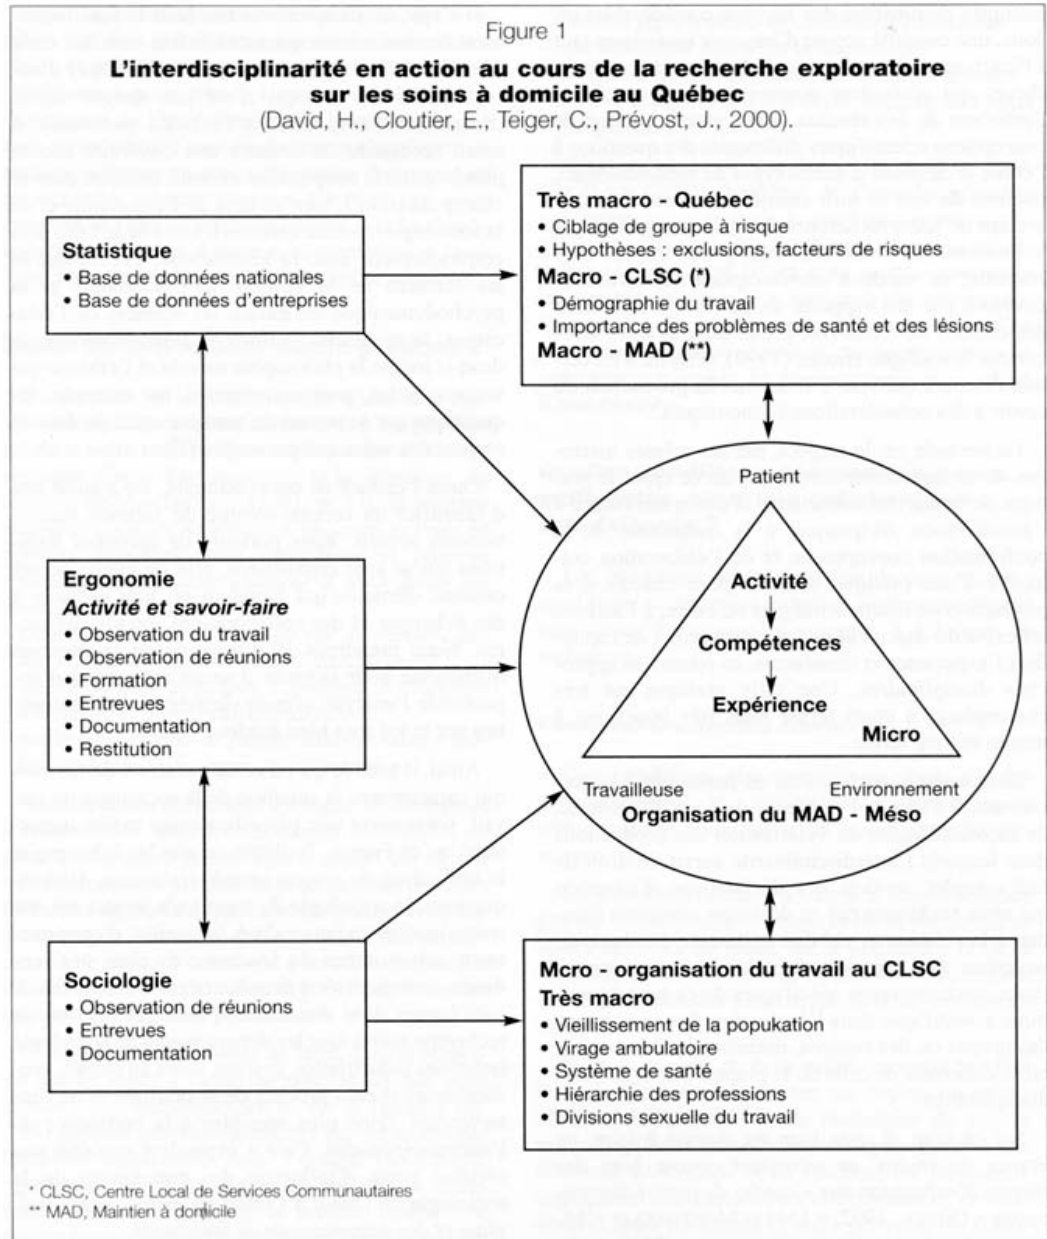 Figure 1
L'interdisciplinarité en action au cours de la recherche exploratoire
sur les soins à domicile au Québec
(David, H., Cloutier, E., Teiger, C., Prévost, J., 2000).
Statistique
• Base de données nationales
• Base de données d'entreprises
Très macro - Québec
• Ciblage de groupe à risque
• Hypothèses : exclusions, facteurs de risques
Macro - CLSC (*)
• Démographie du travail
• Importance des problèmes de santé et des lésions
Macro - MAD (**)
Ergonomie
Activité et savoir-faire
• Observation du travail
• Observation de réunions
• Formation
• Entrevues
• Documentation
• Restitution
Patient
Activité
Compétences
Expérience
Micro
Travailleuse
Environnement
Organisation du MAD - Méso
Sociologie
• Observation de réunions
• Entrevues
• Documentation
Mcro - organisation du travail au CLSC
Très macro
• Vieillissement de la popukation
• Virage ambulatoire
• Système de santé
• Hiérarchie des professions
• Divisions sexuelle du travail
* CLSC, Centre Local de Services Communautaires
** MAD, Maintien à domicile